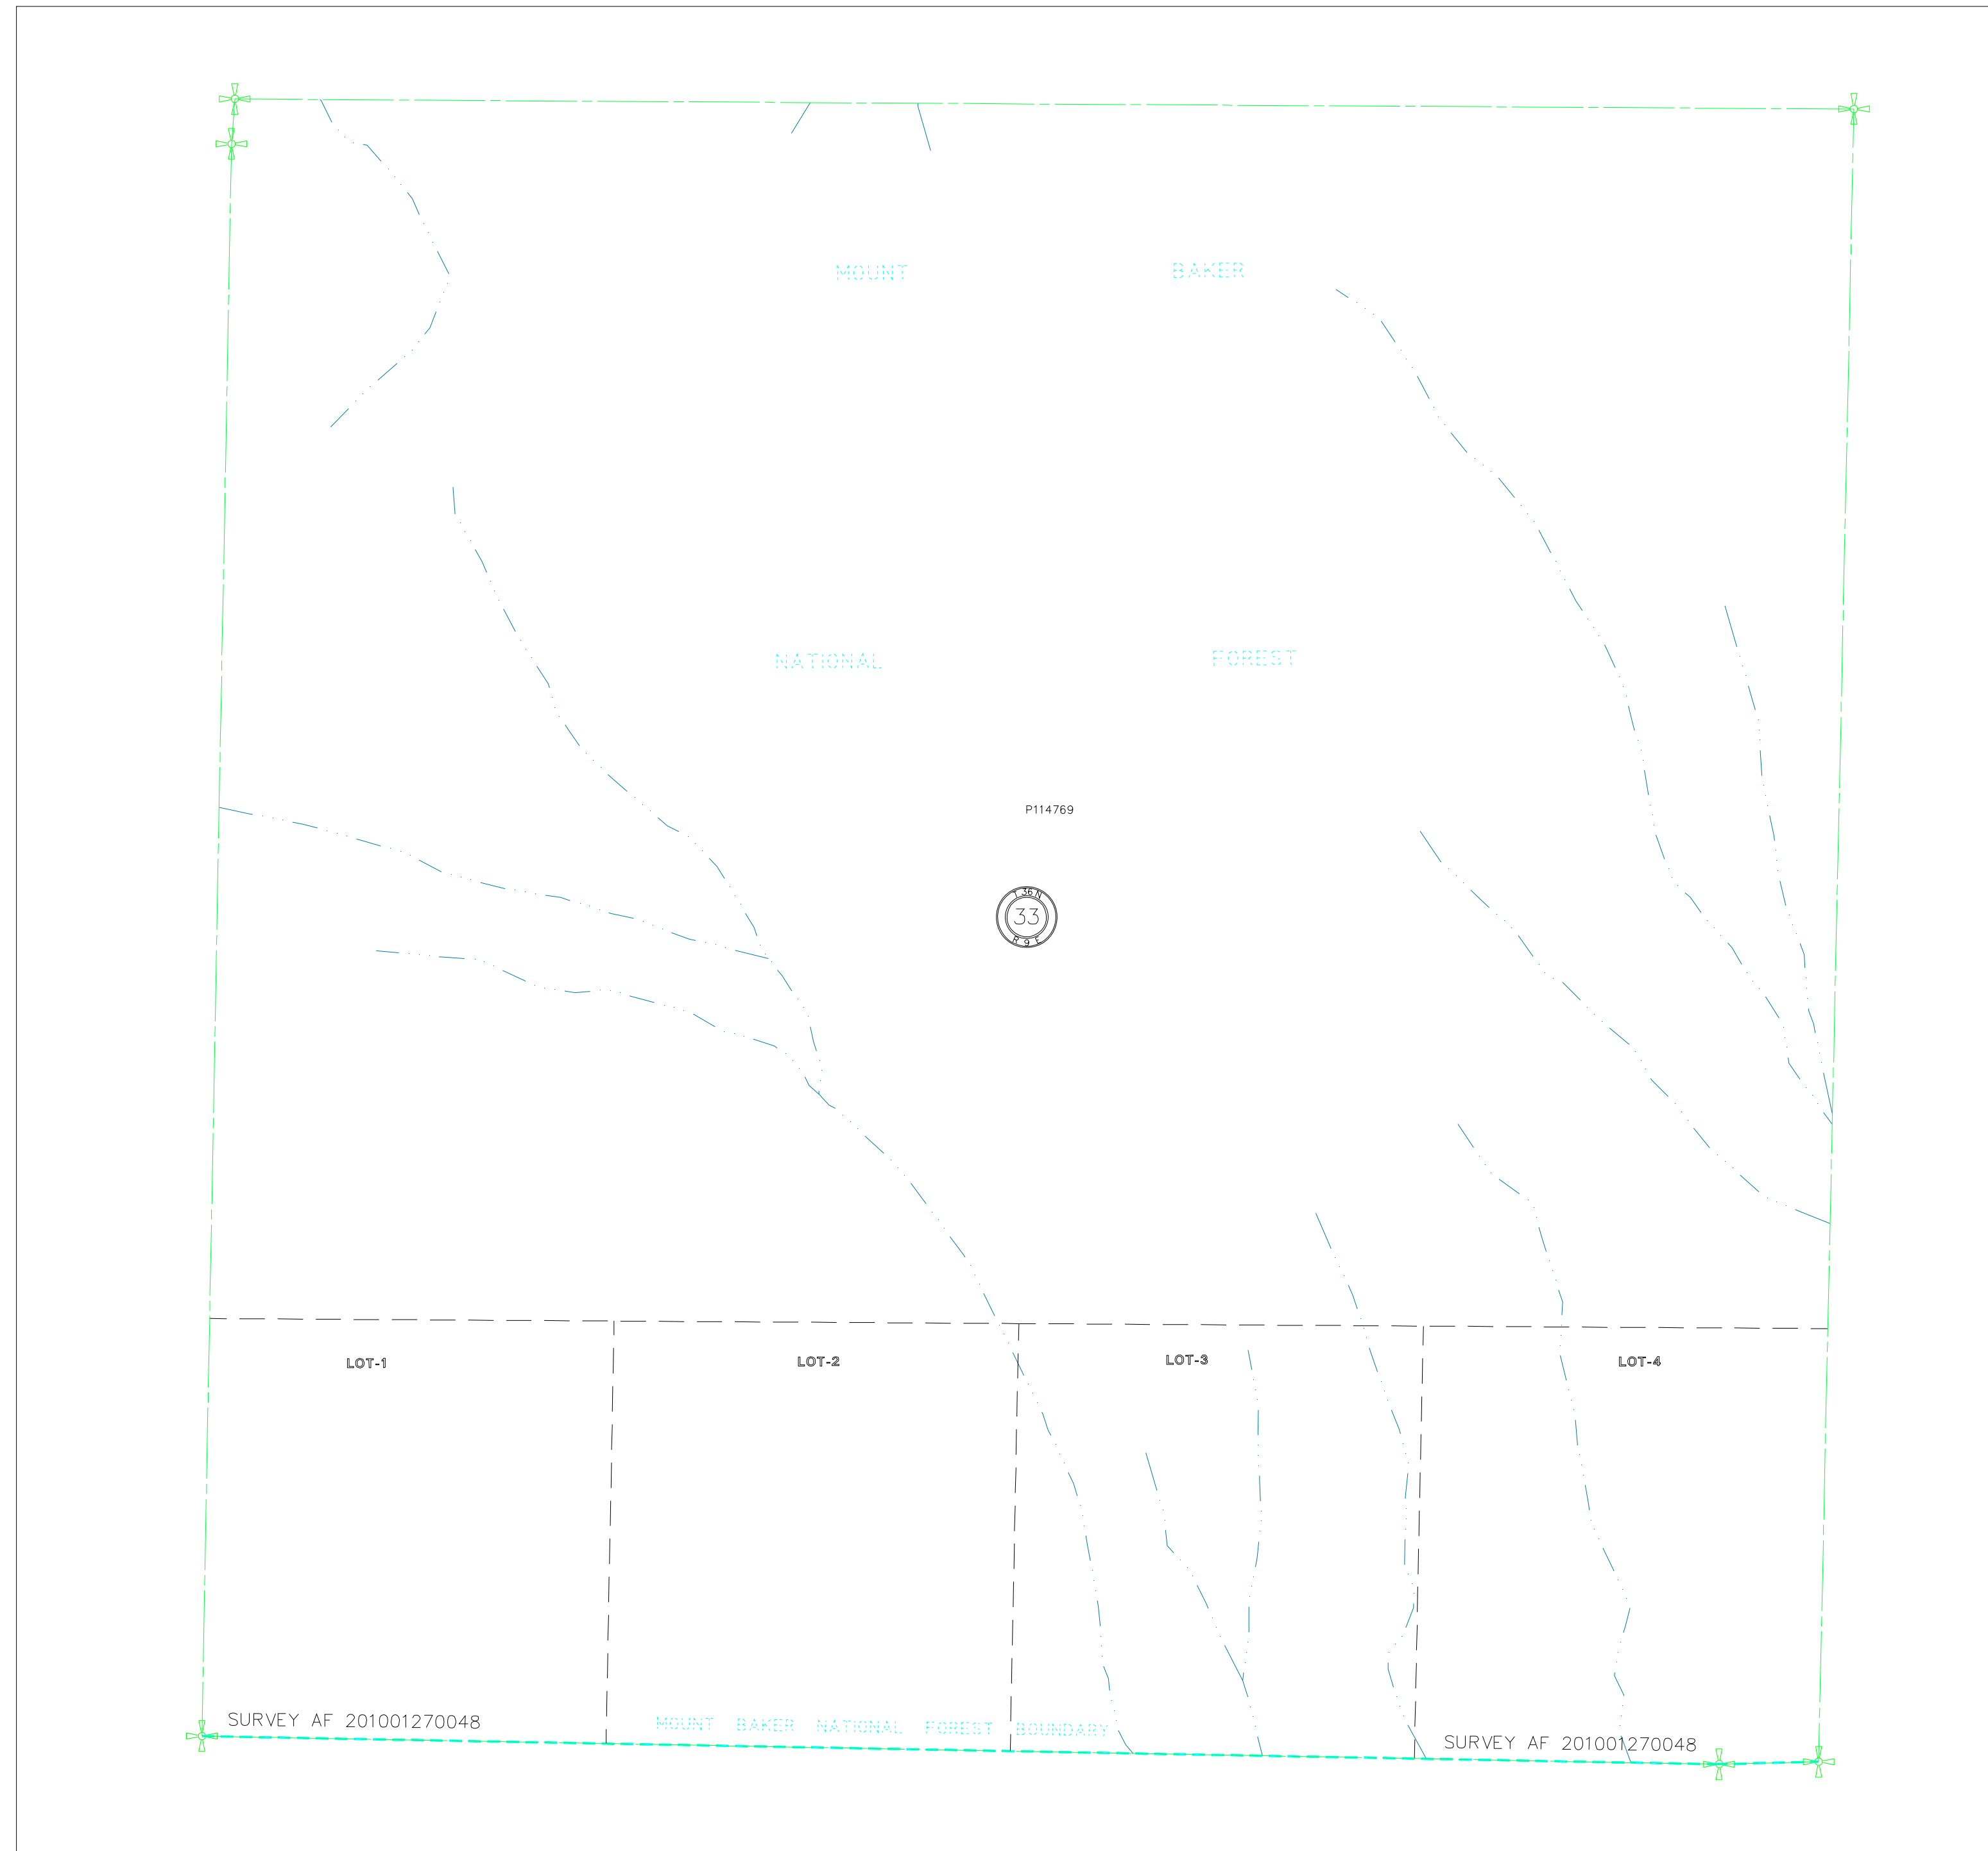 MOUNT BAKER
NATIONAL FOREST
P114769
T 36 N
33
R 9 E
LOT-1 LOT-2 LOT-3 LOT-4
SURVEY AF 201001270048
MOUNT BAKER NATIONAL FOREST BOUNDARY
SURVEY AF 201001270048